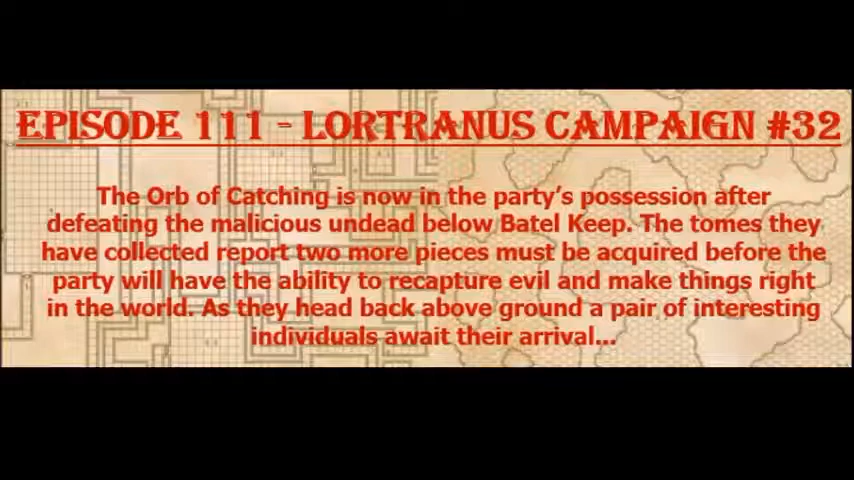 EPISODE 111 - LORTRANUS CAMPAIGN #32
The Orb of Catching is now in the party's possession after
defeating the malicious undead below Batel Keep. The tomes they
have collected report two more pieces must be acquired before the
party will have the ability to recapture evil and make things right
in the world. As they head back above ground a pair of interesting
individuals await their arrival...